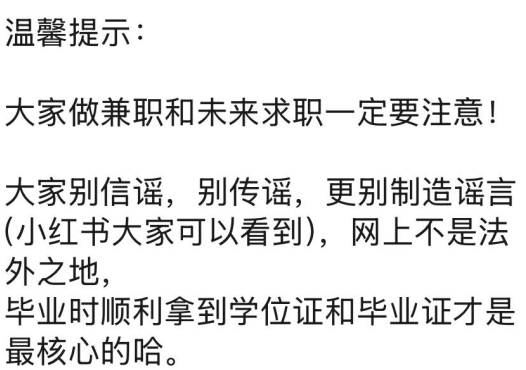 温馨提示：
大家做兼职和未来求职一定要注意！
大家别信谣，别传谣，更别制造谣言
(小红书大家可以看到)，网上不是法
外之地，
毕业时顺利拿到学位证和毕业证才是
最核心的哈。